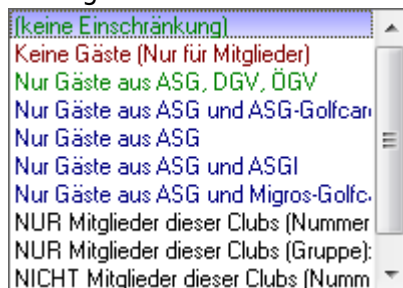 (keine Einschränkung)
Keine Gäste (Nur für Mitglieder)
Nur Gäste aus ASG, DGV, ÖGV
Nur Gäste aus ASG und ASG-Golfcar
Nur Gäste aus ASG
Nur Gäste aus ASG und ASGI
Nur Gäste aus ASG und Migros-Golfc
NUR Mitglieder dieser Clubs (Nummer
NUR Mitglieder dieser Clubs (Gruppe):
NICHT Mitglieder dieser Clubs (Numm